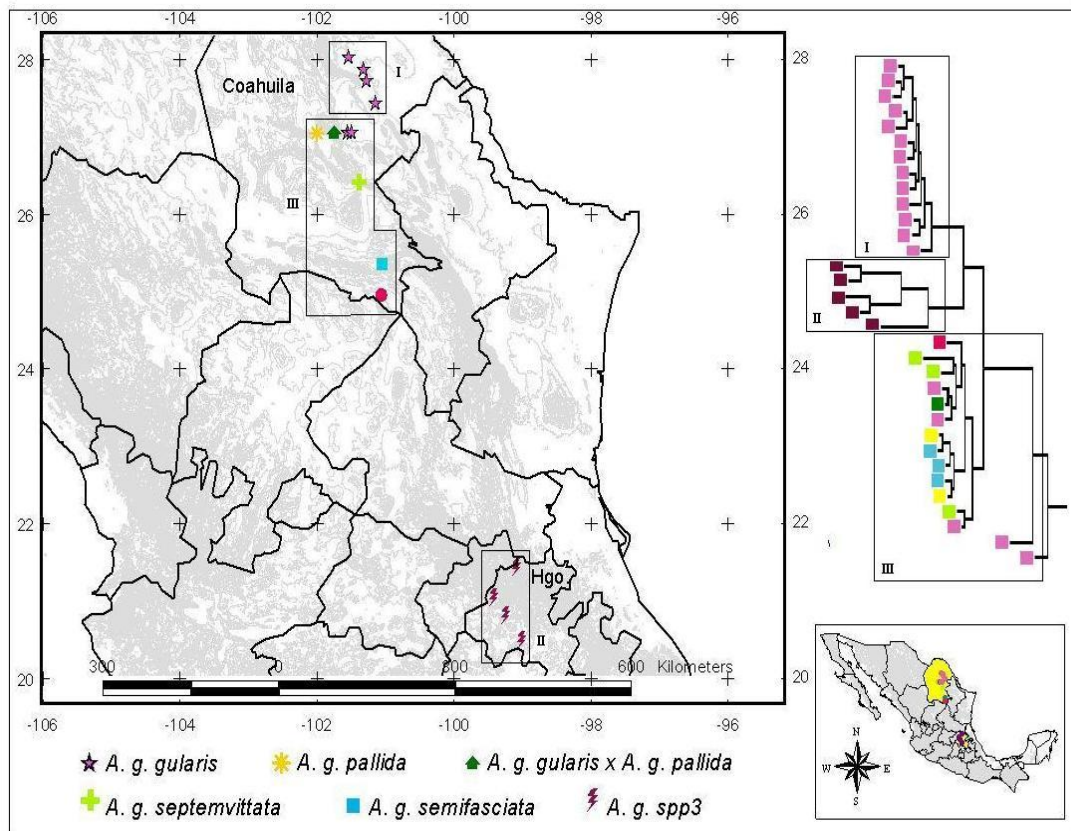 -106 -104 -102 -100 -98 -96
28 28
Coahuila
I
III
26 26
I
II
24 24
22 22
III
Hgo
II
300 0 600 Kilometers
20 20
-106 -104 -102 -100 -98 -96
A. g. gularis A. g. pallida A. g. gularis x A. g. pallida
A. g. septemvittata A. g. semifasciata A. g. spp3
N
W E
S